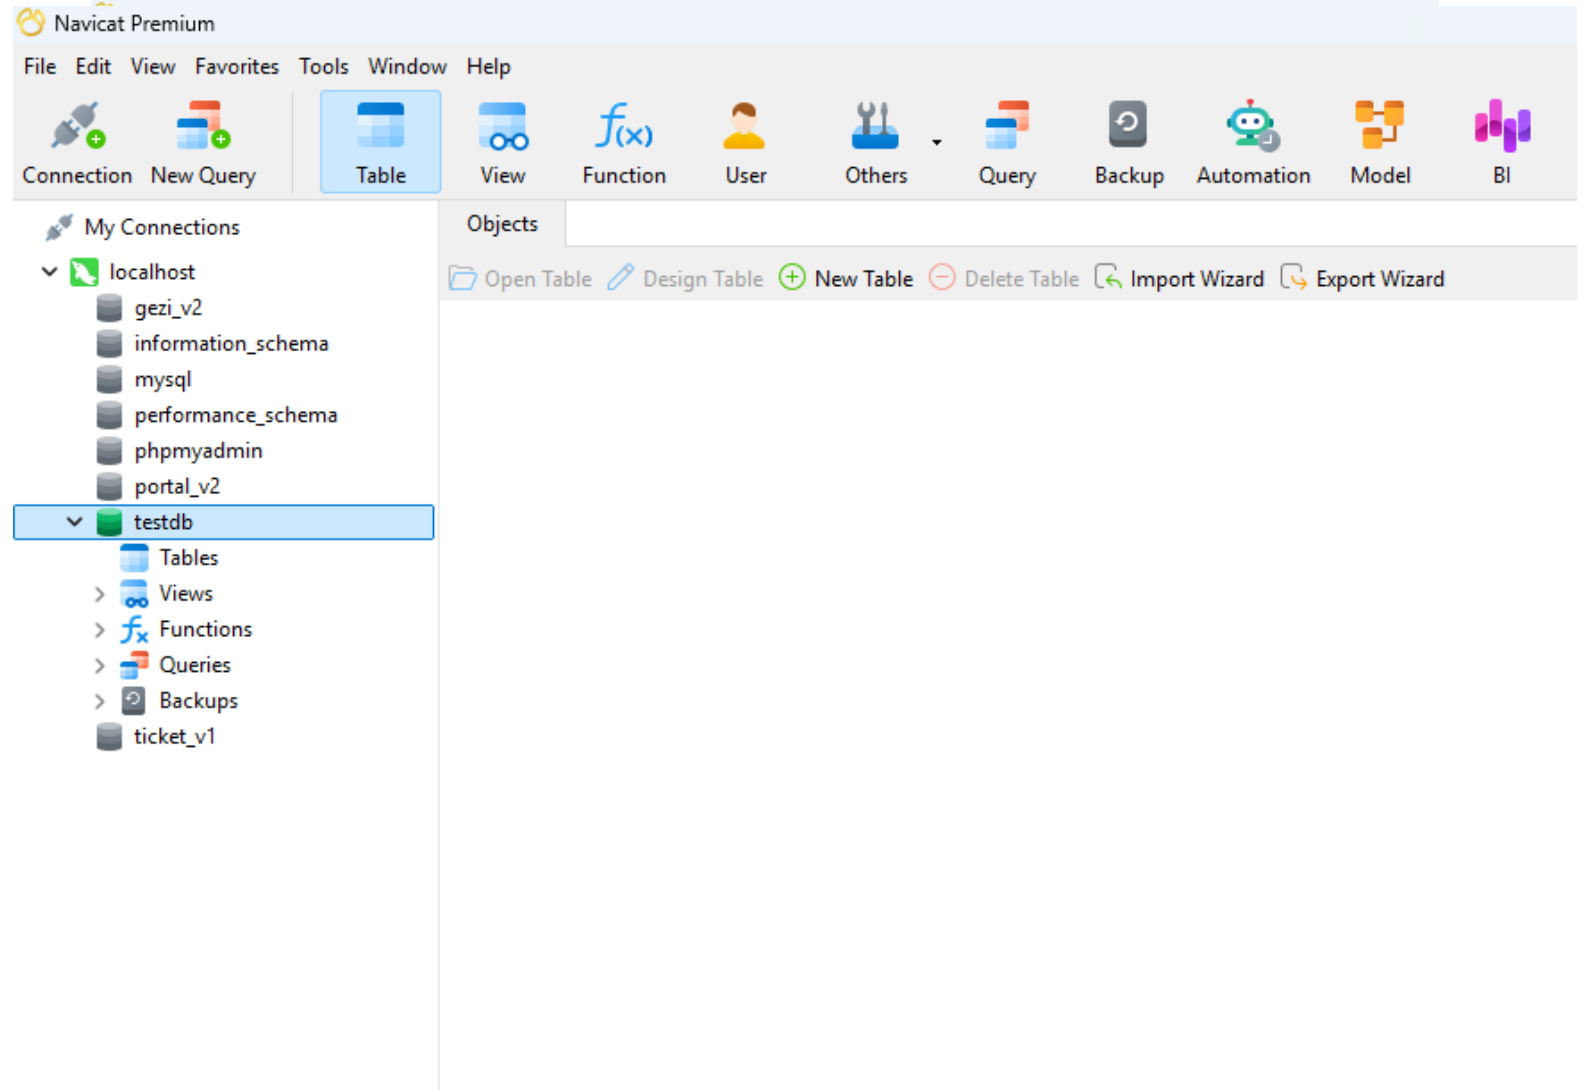 Navicat Premium
File Edit View Favorites Tools Window Help
Connection New Query Table View Function User Others Query Backup Automation Model BI
My Connections
Objects
localhost
Open Table Design Table New Table Delete Table Import Wizard Export Wizard
gezi_v2
information_schema
mysql
performance_schema
phpmyadmin
portal_v2
testdb
Tables
Views
Functions
Queries
Backups
ticket_v1